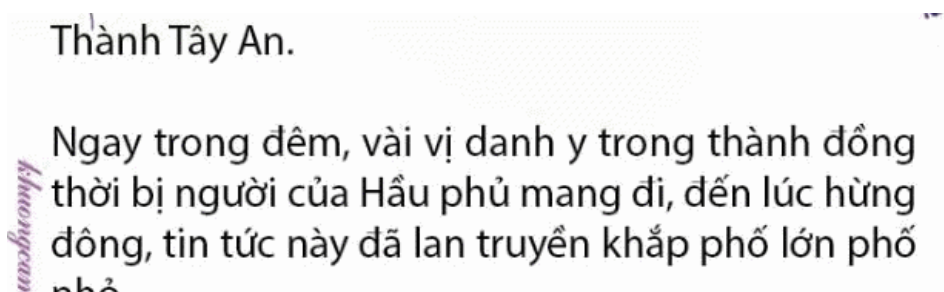 Thành Tây An.
Ngay trong đêm, vài vị danh y trong thành đồng
thời bị người của Hầu phủ mang đi, đến lúc hừng
đông, tin tức này đã lan truyền khắp phố lớn phố
nhỏ